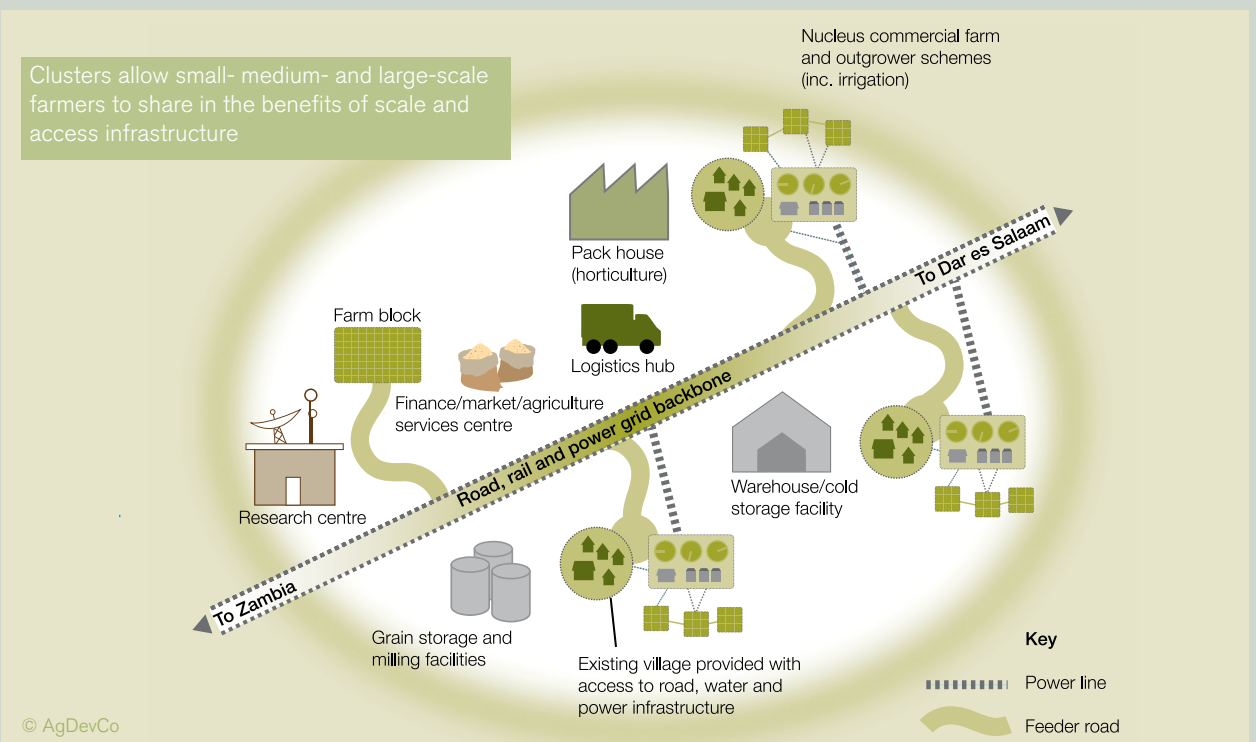 Nucleus commercial farm
and outgrower schemes
(inc. irrigation)
Clusters allow small- medium- and large-scale
farmers to share in the benefits of scale and
access infrastructure
Pack house
(horticulture)
To Dar es Salaam
Farm block
Logistics hub
Finance/market/agriculture
services centre
Road, rail and power grid backbone
Warehouse/cold
storage facility
Research centre
To Zambia
Grain storage and
milling facilities
Existing village provided with
access to road, water and
power infrastructure
Key
Power line
Feeder road
© AgDevCo